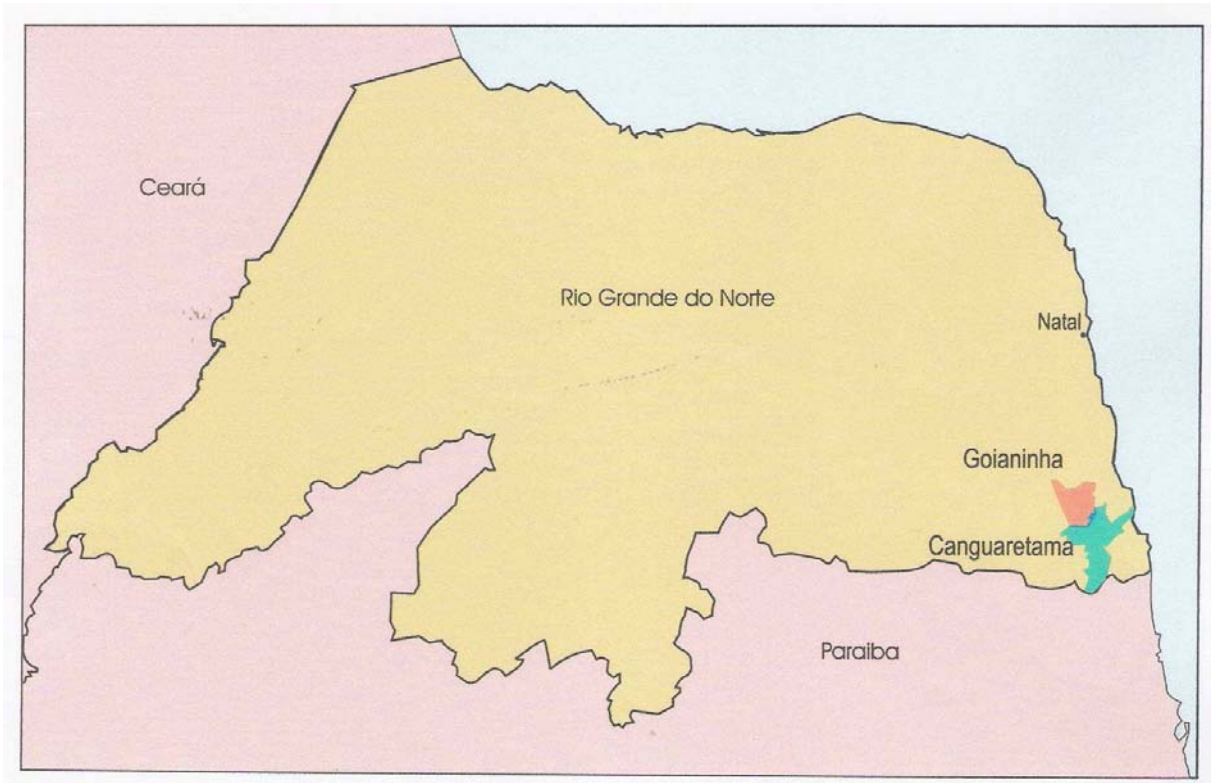 Ceará
Rio Grande do Norte
Natal
Goianinha
Canguaretama
Paraiba